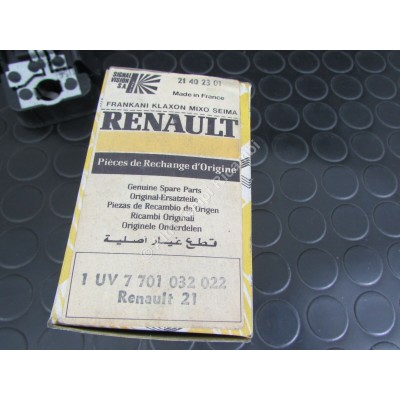 SIGNAL
VISION
S.A.
21 40 23 01
Made in France
FRANKANI KLAXON MIXO SEIMA
RENAULT
Pièces de Rechange d'Origine
Genuine Spare Parts
Original-Ersatzteile
Piezas de Recambio de Origen
Ricambi Originali
Originele Onderdelen
قطع غيار أصلية
1 UV 7 701 032 022
Renault 21